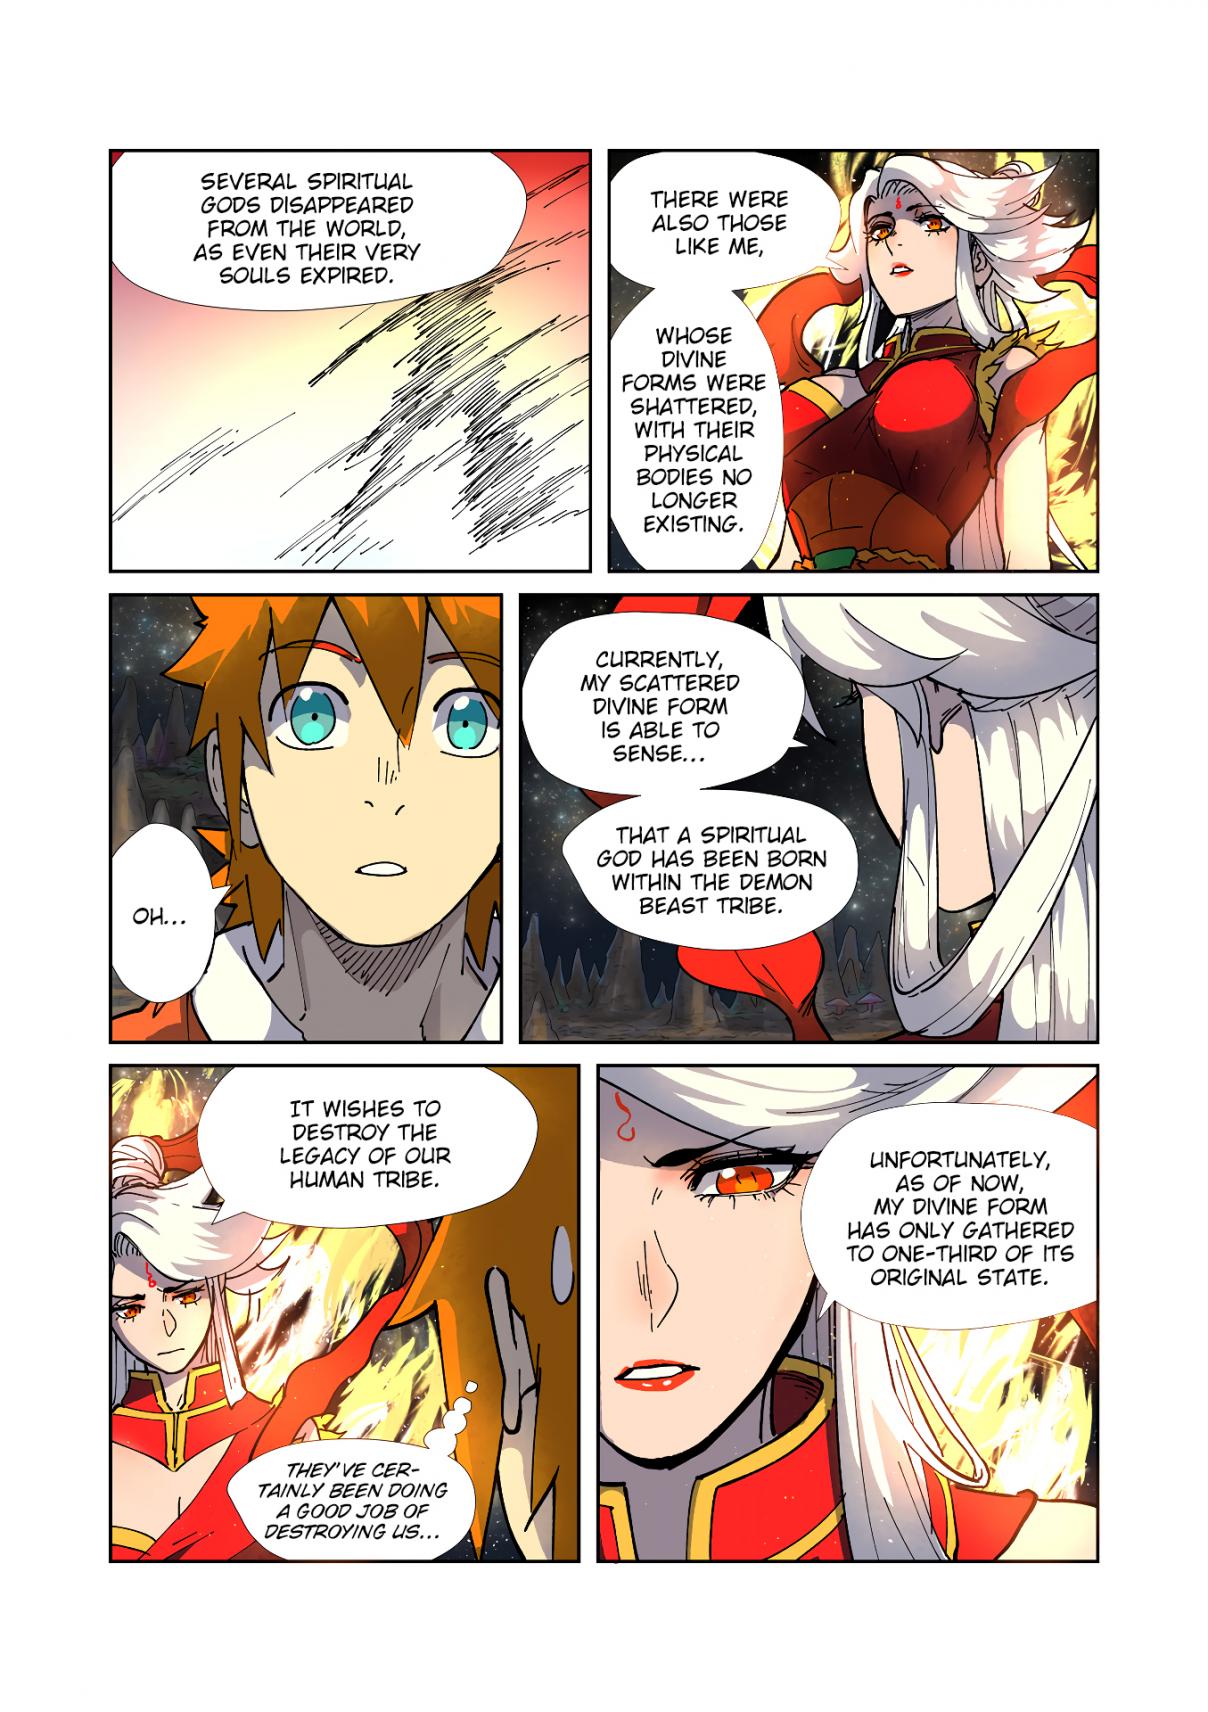 SEVERAL SPIRITUAL
GODS DISAPPEARED
FROM THE WORLD,
AS EVEN THEIR VERY
SOULS EXPIRED.
THERE WERE
ALSO THOSE
LIKE ME,
WHOSE
DIVINE
FORMS WERE
SHATTERED,
WITH THEIR
PHYSICAL
BODIES NO
LONGER
EXISTING.
OH...
CURRENTLY,
MY SCATTERED
DIVINE FORM
IS ABLE TO
SENSE...
THAT A SPIRITUAL
GOD HAS BEEN BORN
WITHIN THE DEMON
BEAST TRIBE.
IT WISHES TO
DESTROY THE
LEGACY OF OUR
HUMAN TRIBE.
THEY'VE CER-
TAINLY BEEN DOING
A GOOD JOB OF
DESTROYING US...
UNFORTUNATELY,
AS OF NOW,
MY DIVINE FORM
HAS ONLY GATHERED
TO ONE-THIRD OF ITS
ORIGINAL STATE.